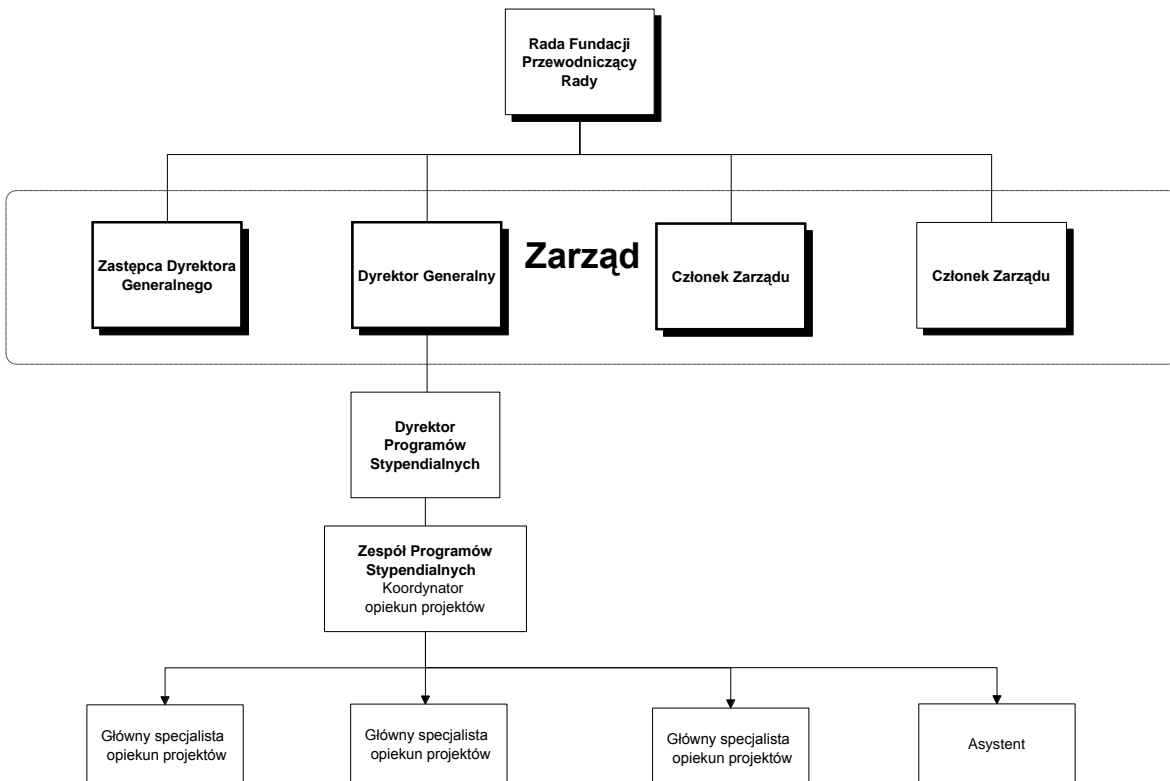 Rada Fundacji
Przewodniczący
Rady
Zarząd
Zastępca Dyrektora
Generalnego
Dyrektor Generalny
Członek Zarządu
Członek Zarządu
Dyrektor
Programów
Stypendialnych
Zespół Programów
Stypendialnych
Koordynator
opiekun projektów
Główny specjalista
opiekun projektów
Główny specjalista
opiekun projektów
Główny specjalista
opiekun projektów
Asystent